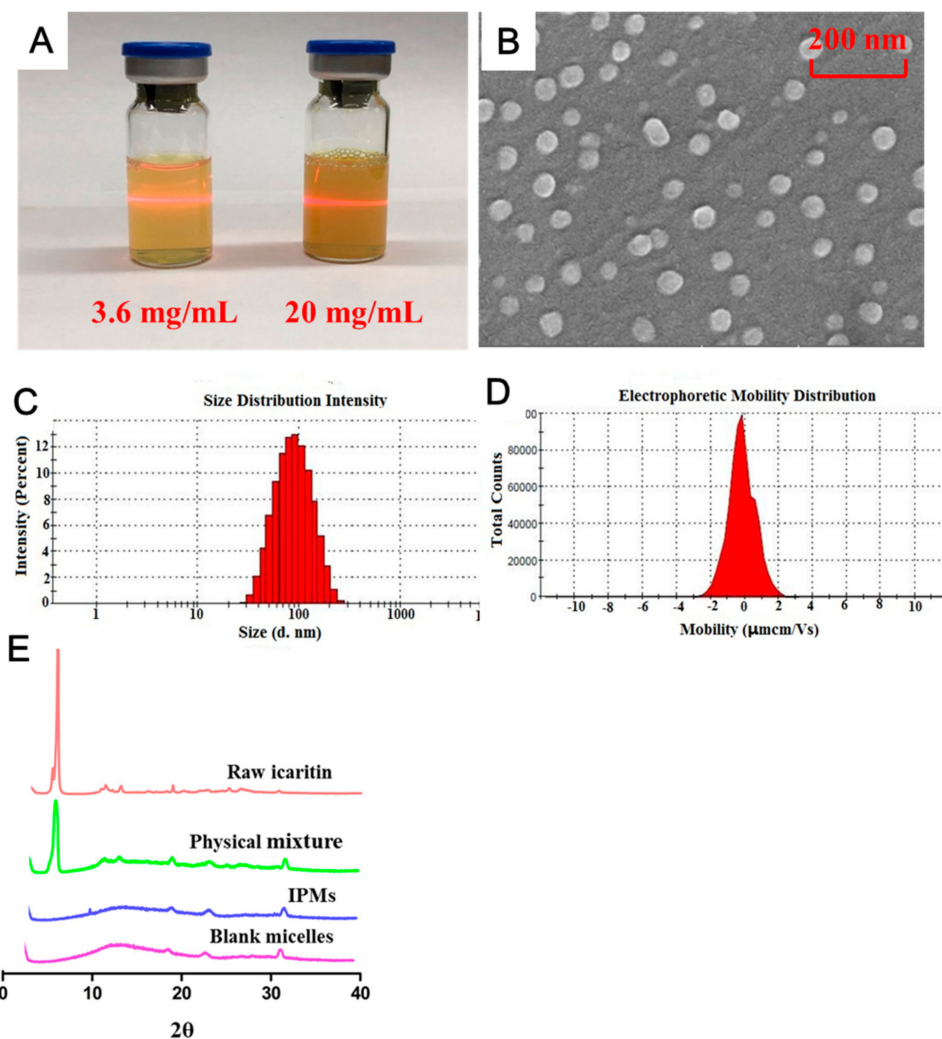 A
3.6 mg/mL 20 mg/mL
B
200 nm
C
Size Distribution Intensity
Intensity (Percent)
12
10
8
6
4
2
0
1 10 100 1000
Size (d. nm)
D
Electrophoretic Mobility Distribution
Total Counts
80000
60000
40000
20000
-10 -8 -6 -4 -2 0 2 4 6 8 10
Mobility (µmcm/Vs)
E
Raw icaritin
Physical mixture
IPMs
Blank micelles
0 10 20 30 40
2θ